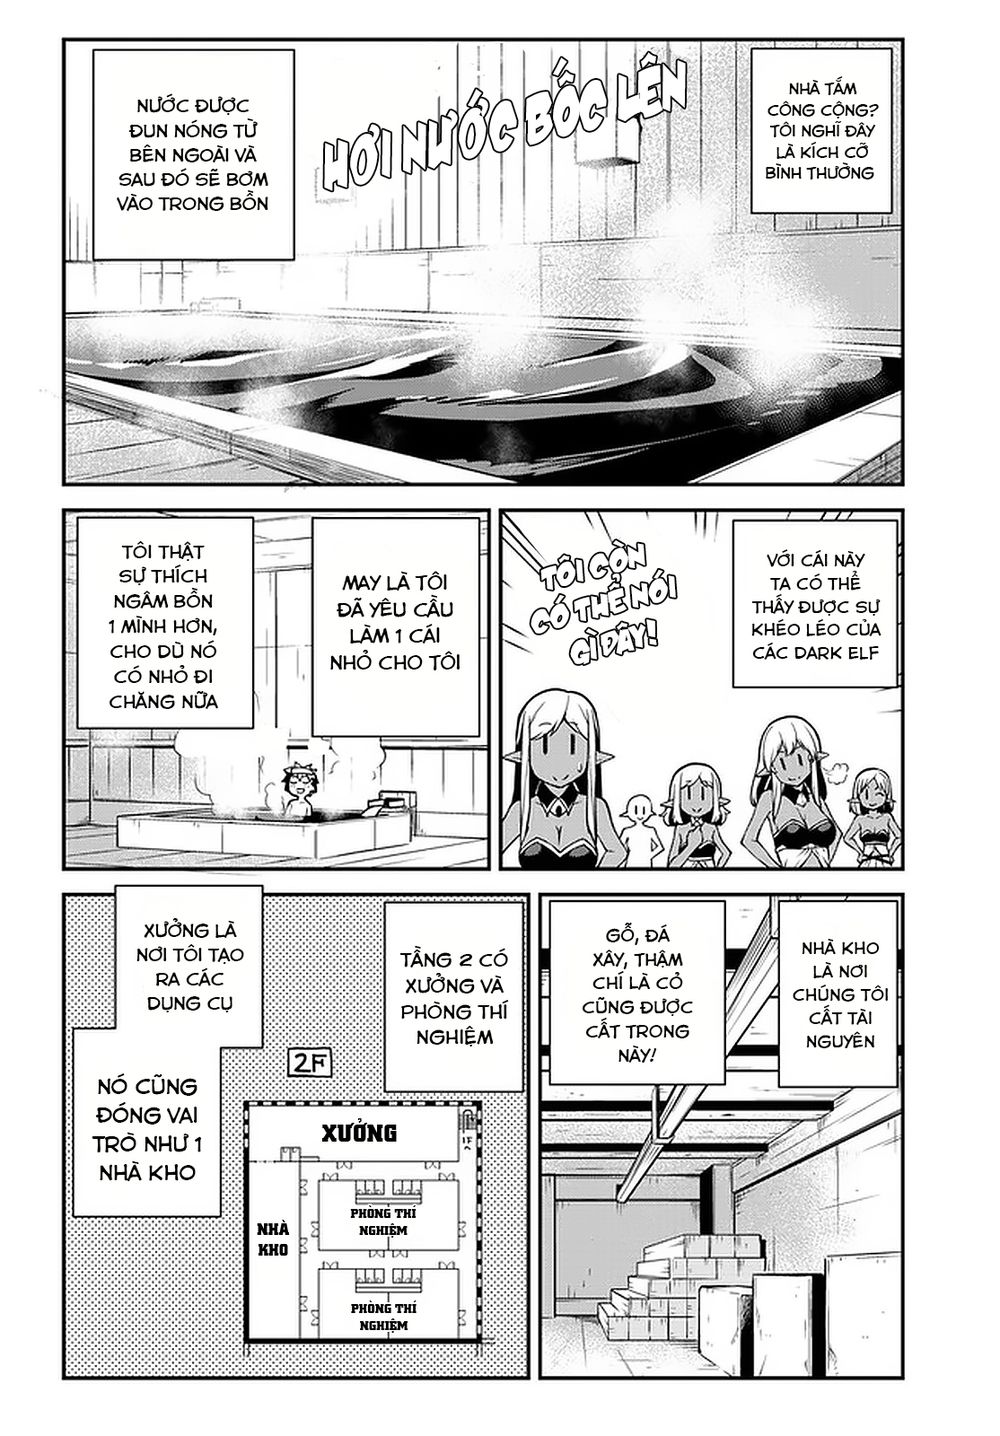 NHÀ TẮM
CÔNG CỘNG?
TÔI NGHĨ ĐÂY
LÀ KÍCH CỠ
BÌNH THƯỜNG
HƠI NƯỚC BỐC LÊN
NƯỚC ĐƯỢC
ĐUN NÓNG TỪ
BÊN NGOÀI VÀ
SAU ĐÓ SẼ BƠM
VÀO TRONG BỒN
VỚI CÁI NÀY
TA CÓ THỂ
THẤY ĐƯỢC SỰ
KHÉO LÉO CỦA
CÁC DARK ELF
TÔI CÒN
CÓ THỂ NÓI
GÌ ĐÂY!
MAY LÀ TÔI
ĐÃ YÊU CẦU
LÀM 1 CÁI
NHỎ CHO TÔI
TÔI THẬT
SỰ THÍCH
NGÂM BỒN
1 MÌNH HƠN,
CHO DÙ NÓ
CÓ NHỎ ĐI
CHĂNG NỮA
NHÀ KHO
LÀ NƠI
CHÚNG TÔI
CẤT TÀI
NGUYÊN
GỖ, ĐÁ
XÂY, THẬM
CHÍ LÀ CỎ
CŨNG ĐƯỢC
CẤT TRONG
NÀY!
TẦNG 2 CÓ
XƯỞNG VÀ
PHÒNG THÍ
NGHIỆM
XƯỞNG LÀ
NƠI TÔI TẠO
RA CÁC
DỤNG CỤ
NÓ CŨNG
ĐÓNG VAI
TRÒ NHƯ 1
NHÀ KHO
2F
XƯỞNG
1F
へ
NHÀ
KHO
PHÒNG THÍ
NGHIỆM
PHÒNG THÍ
NGHIỆM